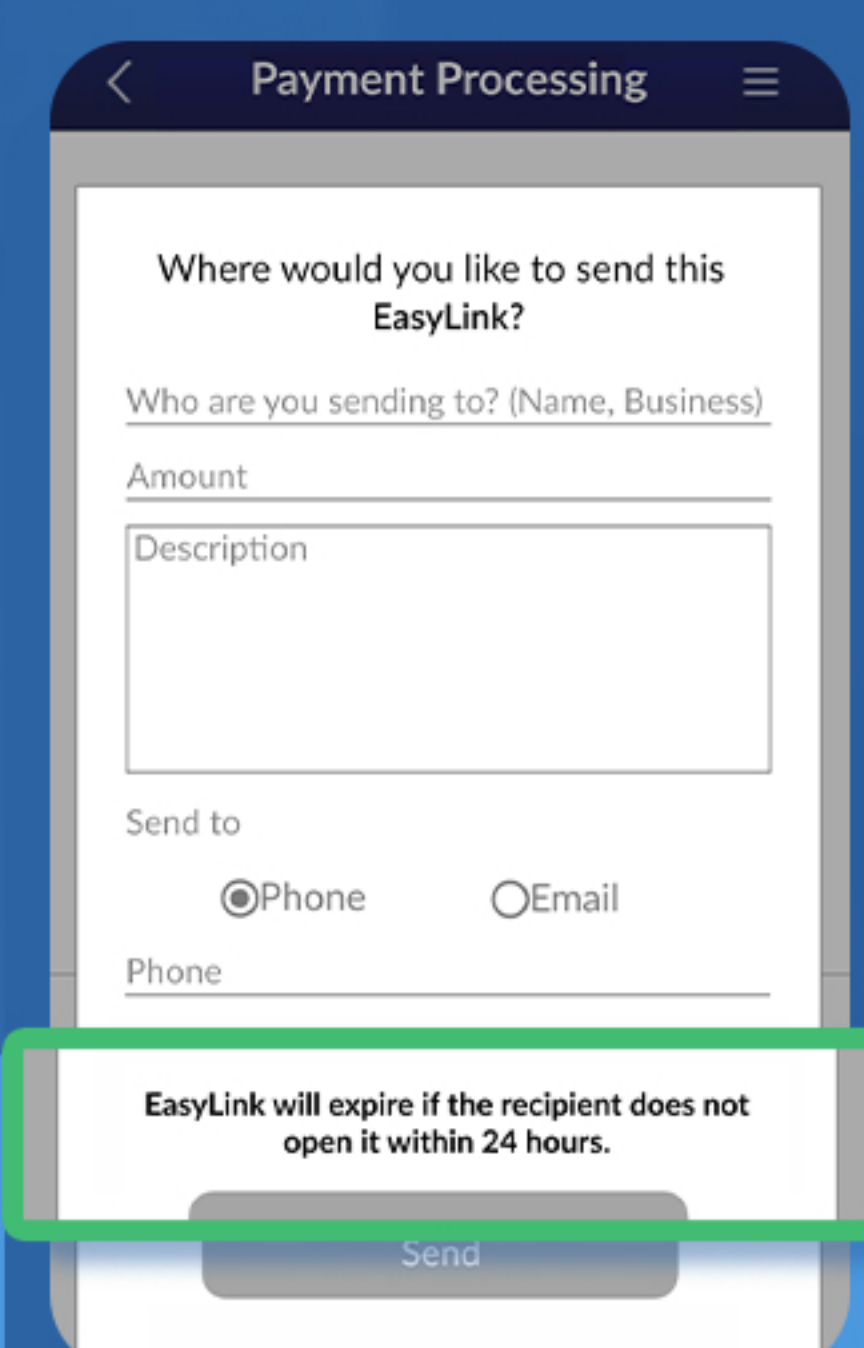 Payment Processing
Where would you like to send this
EasyLink?
Who are you sending to? (Name, Business)
Amount
Description
Send to
Phone
Email
Phone
EasyLink will expire if the recipient does not
open it within 24 hours.
Send